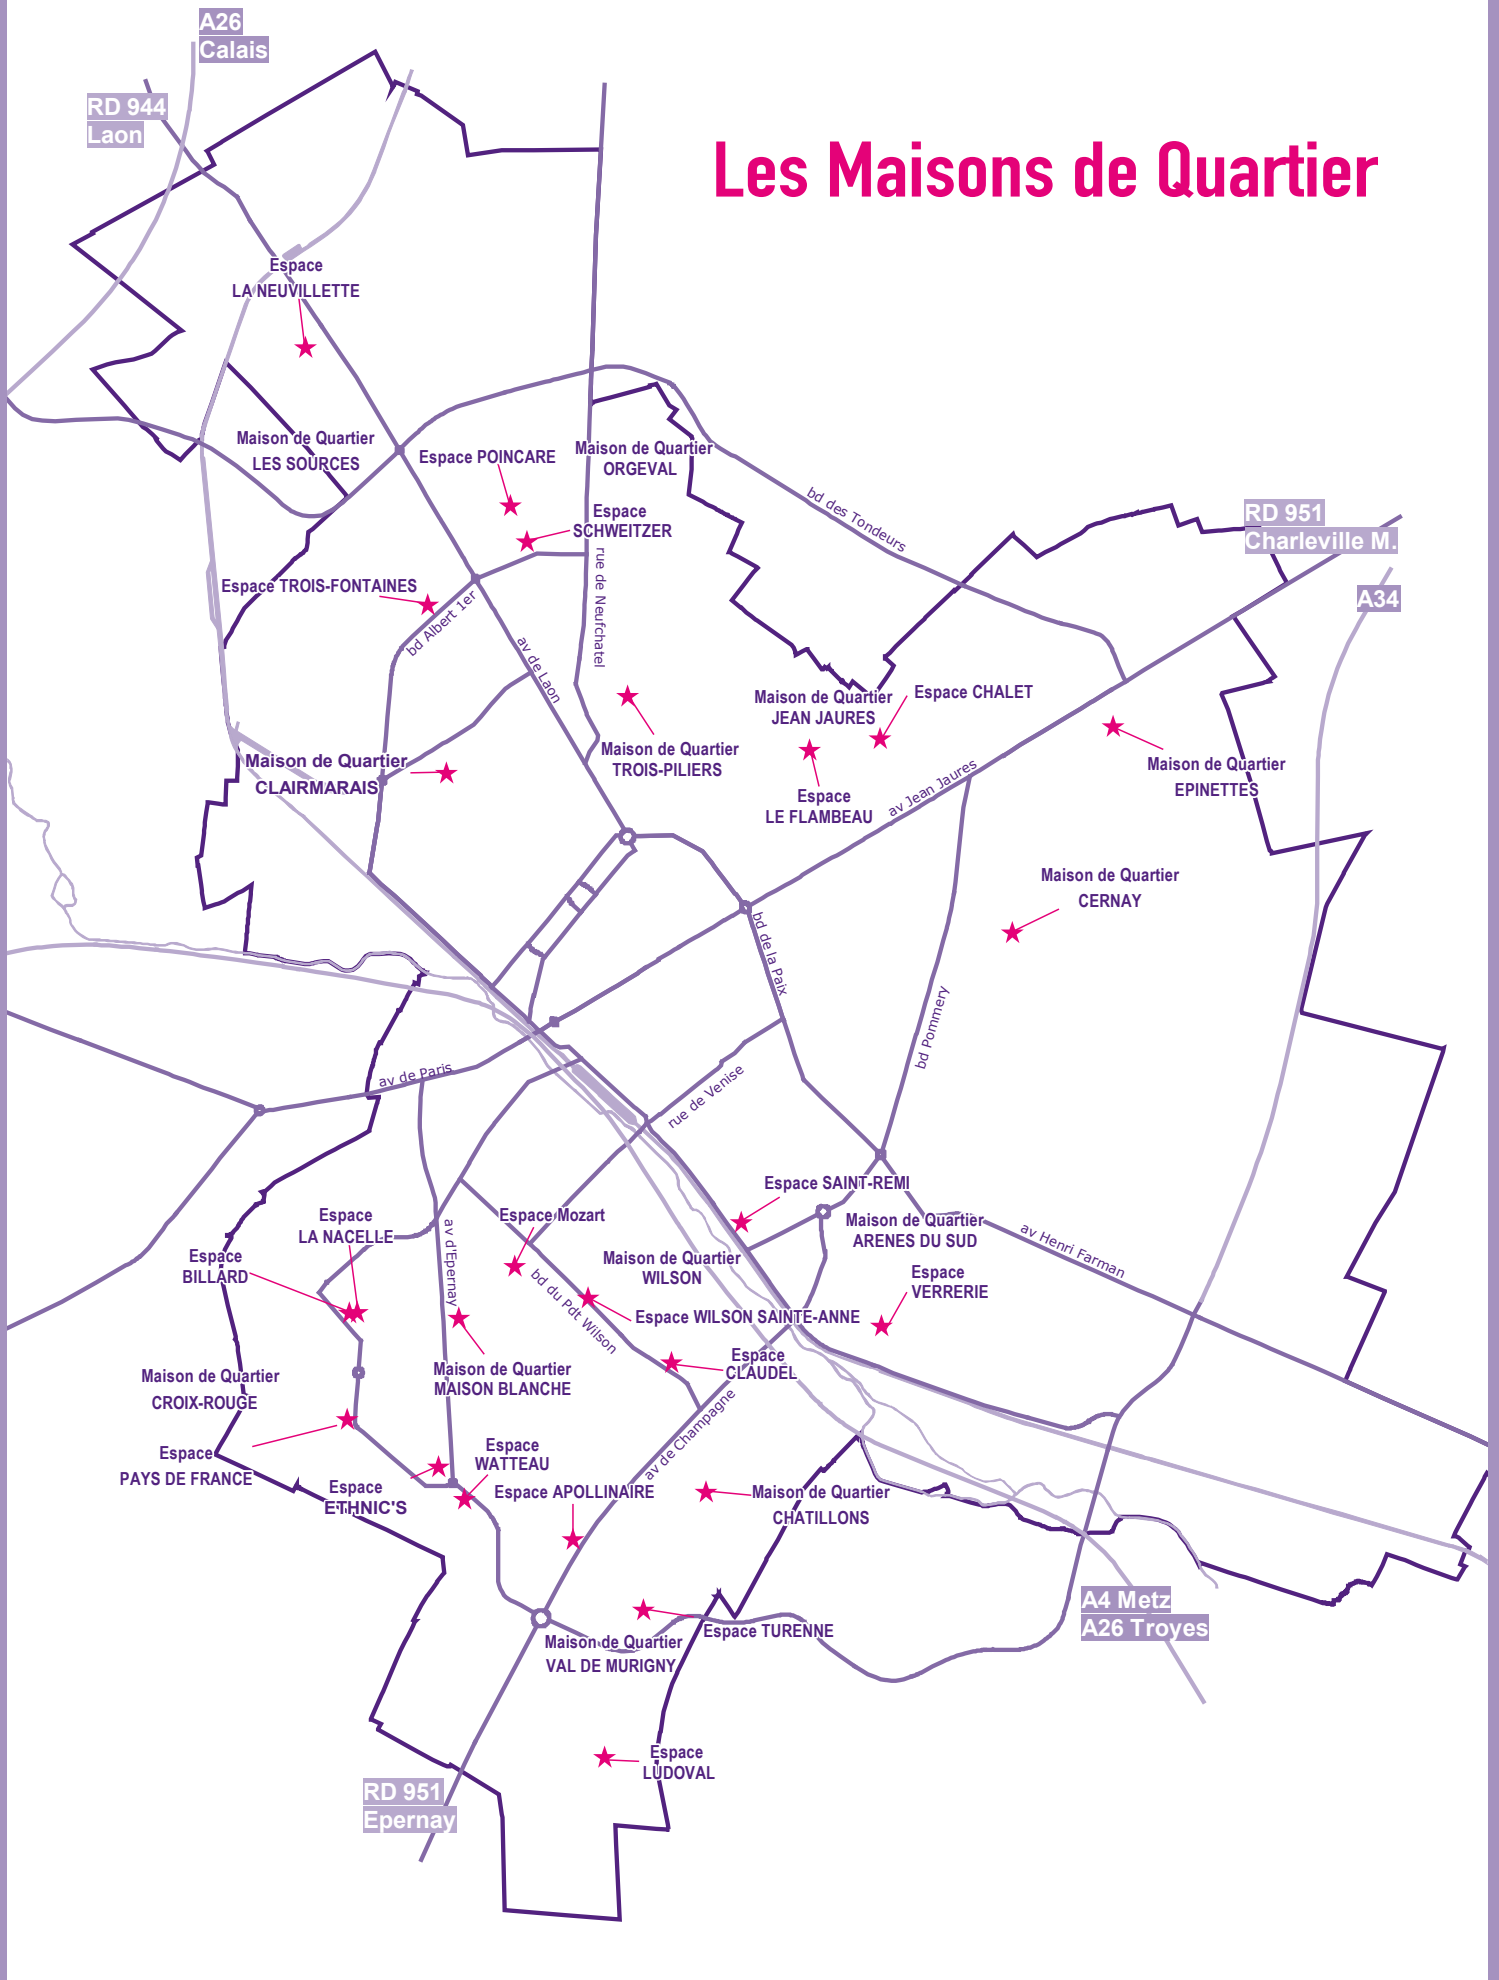 A26
Calais
RD 944
Laon
Les Maisons de Quartier
Espace
LA NEUVILLETTE
Maison de Quartier
LES SOURCES
Espace POINCARE
Maison de Quartier
ORGEVAL
Espace
SCHWEITZER
bd des Tondeurs
RD 951
Charleville M.
A34
Espace TROIS-FONTAINES
bd Albert 1er
rue de Neufchatel
av de Laon
Maison de Quartier
JEAN JAURES
Espace CHALET
Maison de Quartier
TROIS-PILIERS
Maison de Quartier
CLAIRMARAIS
Espace
LE FLAMBEAU
av Jean Jaures
Maison de Quartier
EPINETTES
Maison de Quartier
CERNAY
bd de la Paix
bd Pommery
av de Paris
rue de Venise
Espace SAINT-REMI
Espace
LA NACELLE
Espace Mozart
Maison de Quartier
ARENES DU SUD
av Henri Farman
Espace
BILLARD
av d'Epernay
Maison de Quartier
WILSON
bd du Pdt Wilson
Espace
VERRERIE
Espace WILSON SAINTE-ANNE
Espace
CLAUDEL
Maison de Quartier
MAISON BLANCHE
Maison de Quartier
CROIX-ROUGE
av de Champagne
Espace
PAYS DE FRANCE
Espace
WATTEAU
Espace
ETHNIC'S
Espace APOLLINAIRE
Maison de Quartier
CHATILLONS
A4 Metz
A26 Troyes
Espace TURENNE
Maison de Quartier
VAL DE MURIGNY
Espace
LUDOVAL
RD 951
Epernay